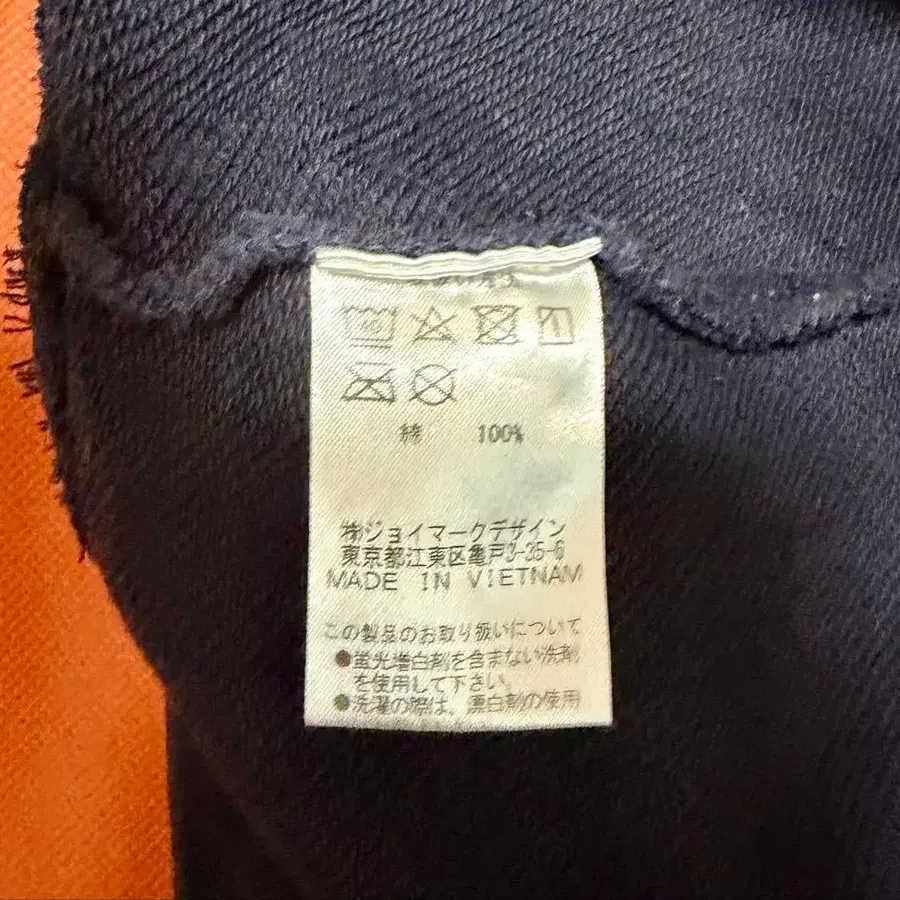 綿 100%
㈱ジョイマークデザイン
東京都江東区亀戸3-35-6
MADE IN VIETNAM
この製品のお取り扱いについて
●蛍光増白剤を含まない洗剤
を使用して下さい。
●洗濯の際は、漂白剤の使用